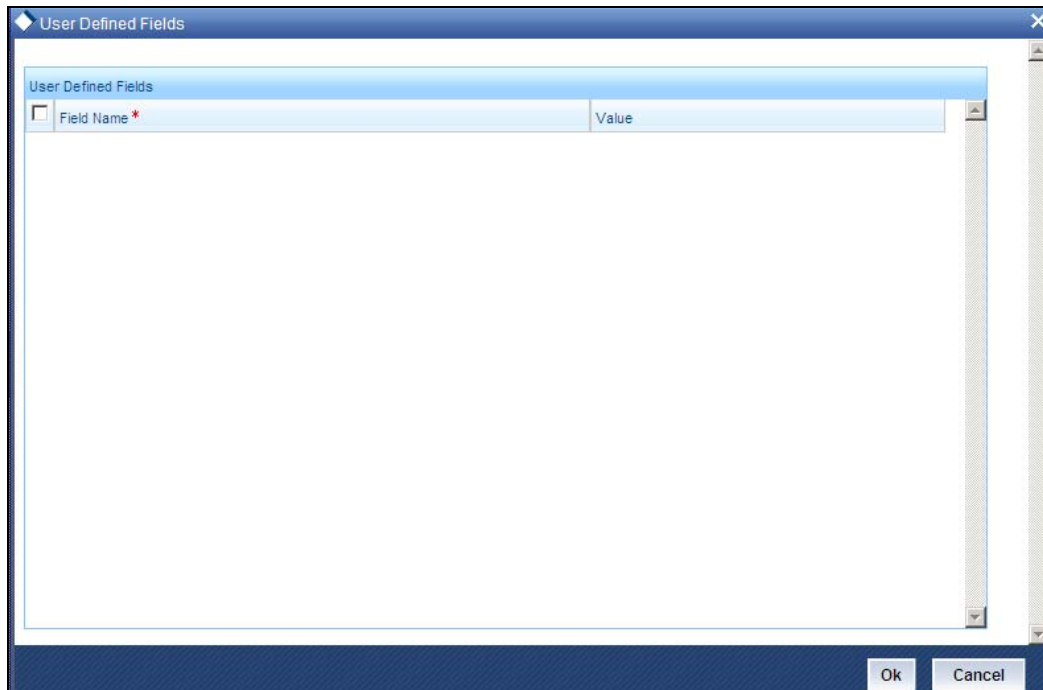 User Defined Fields
User Defined Fields
Field Name * Value
Ok Cancel